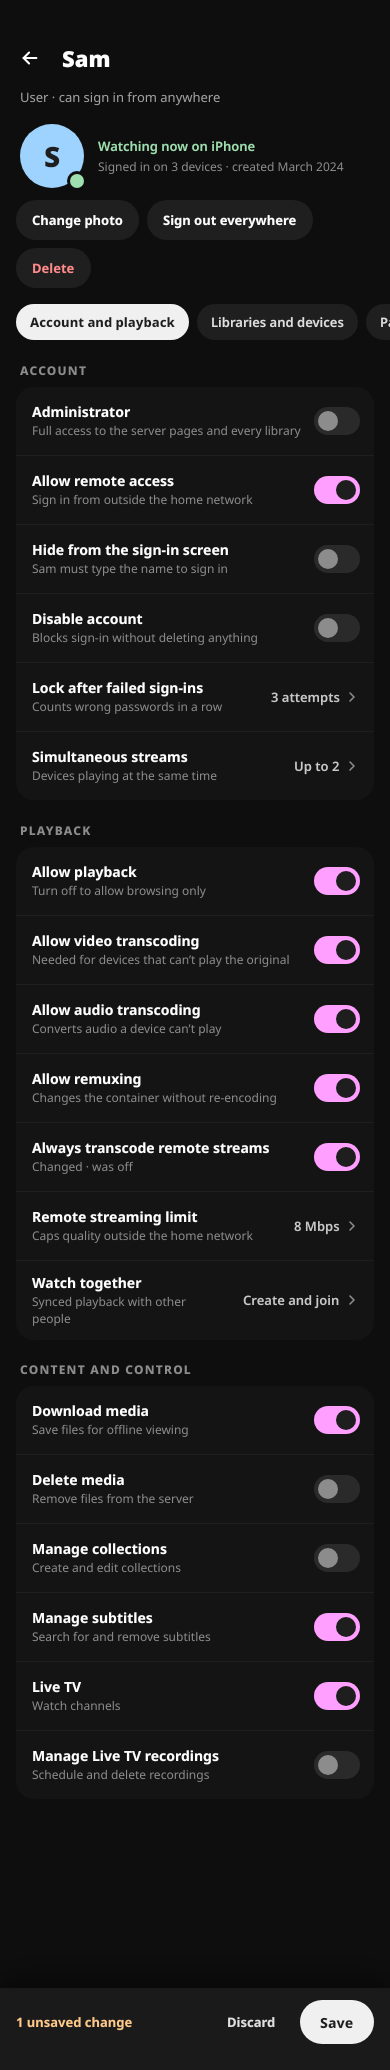 Sam
User · can sign in from anywhere
S
Watching now on iPhone
Signed in on 3 devices · created March 2024
Change photo
Sign out everywhere
Delete
Account and playback
Libraries and devices
Pa
ACCOUNT
Administrator
Full access to the server pages and every library
Allow remote access
Sign in from outside the home network
Hide from the sign-in screen
Sam must type the name to sign in
Disable account
Blocks sign-in without deleting anything
Lock after failed sign-ins
Counts wrong passwords in a row
3 attempts
Simultaneous streams
Devices playing at the same time
Up to 2
PLAYBACK
Allow playback
Turn off to allow browsing only
Allow video transcoding
Needed for devices that can’t play the original
Allow audio transcoding
Converts audio a device can’t play
Allow remuxing
Changes the container without re-encoding
Always transcode remote streams
Changed · was off
Remote streaming limit
Caps quality outside the home network
8 Mbps
Watch together
Synced playback with other
people
Create and join
CONTENT AND CONTROL
Download media
Save files for offline viewing
Delete media
Remove files from the server
Manage collections
Create and edit collections
Manage subtitles
Search for and remove subtitles
Live TV
Watch channels
Manage Live TV recordings
Schedule and delete recordings
1 unsaved change
Discard
Save